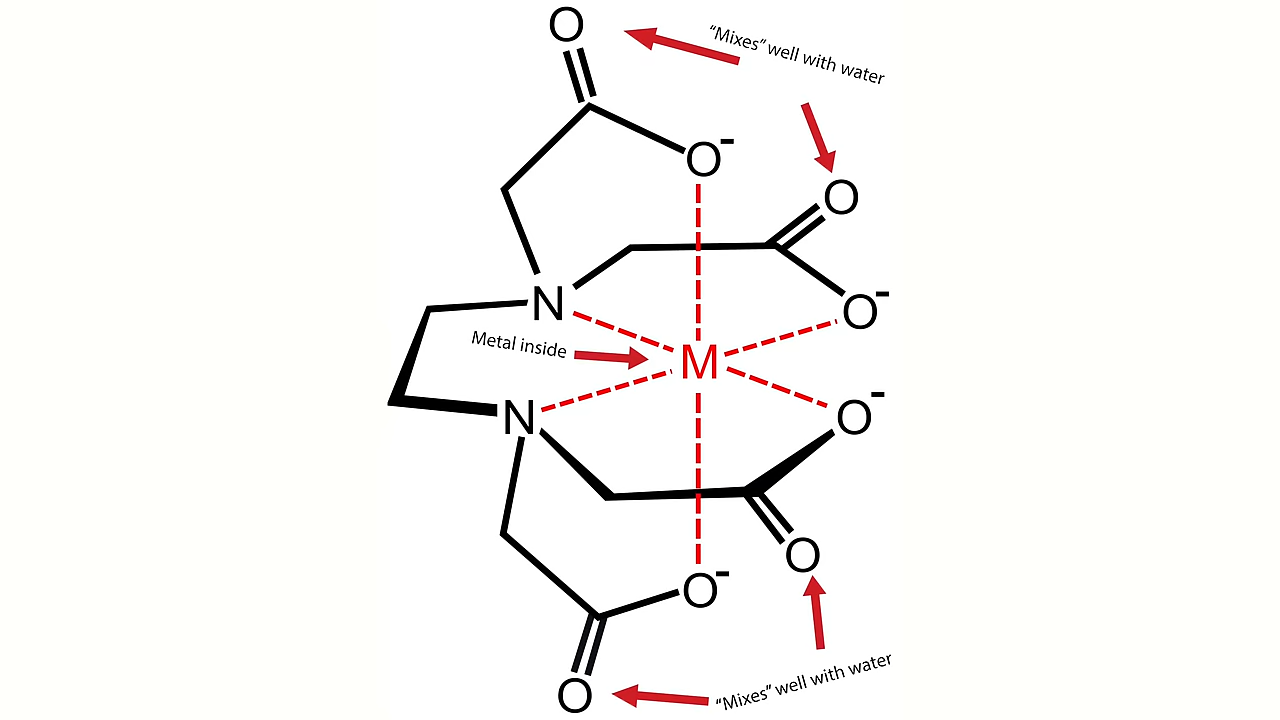 O
“Mixes” well with water
O-
O
N
O-
Metal inside
M
N
O-
O
O-
“Mixes” well with water
O